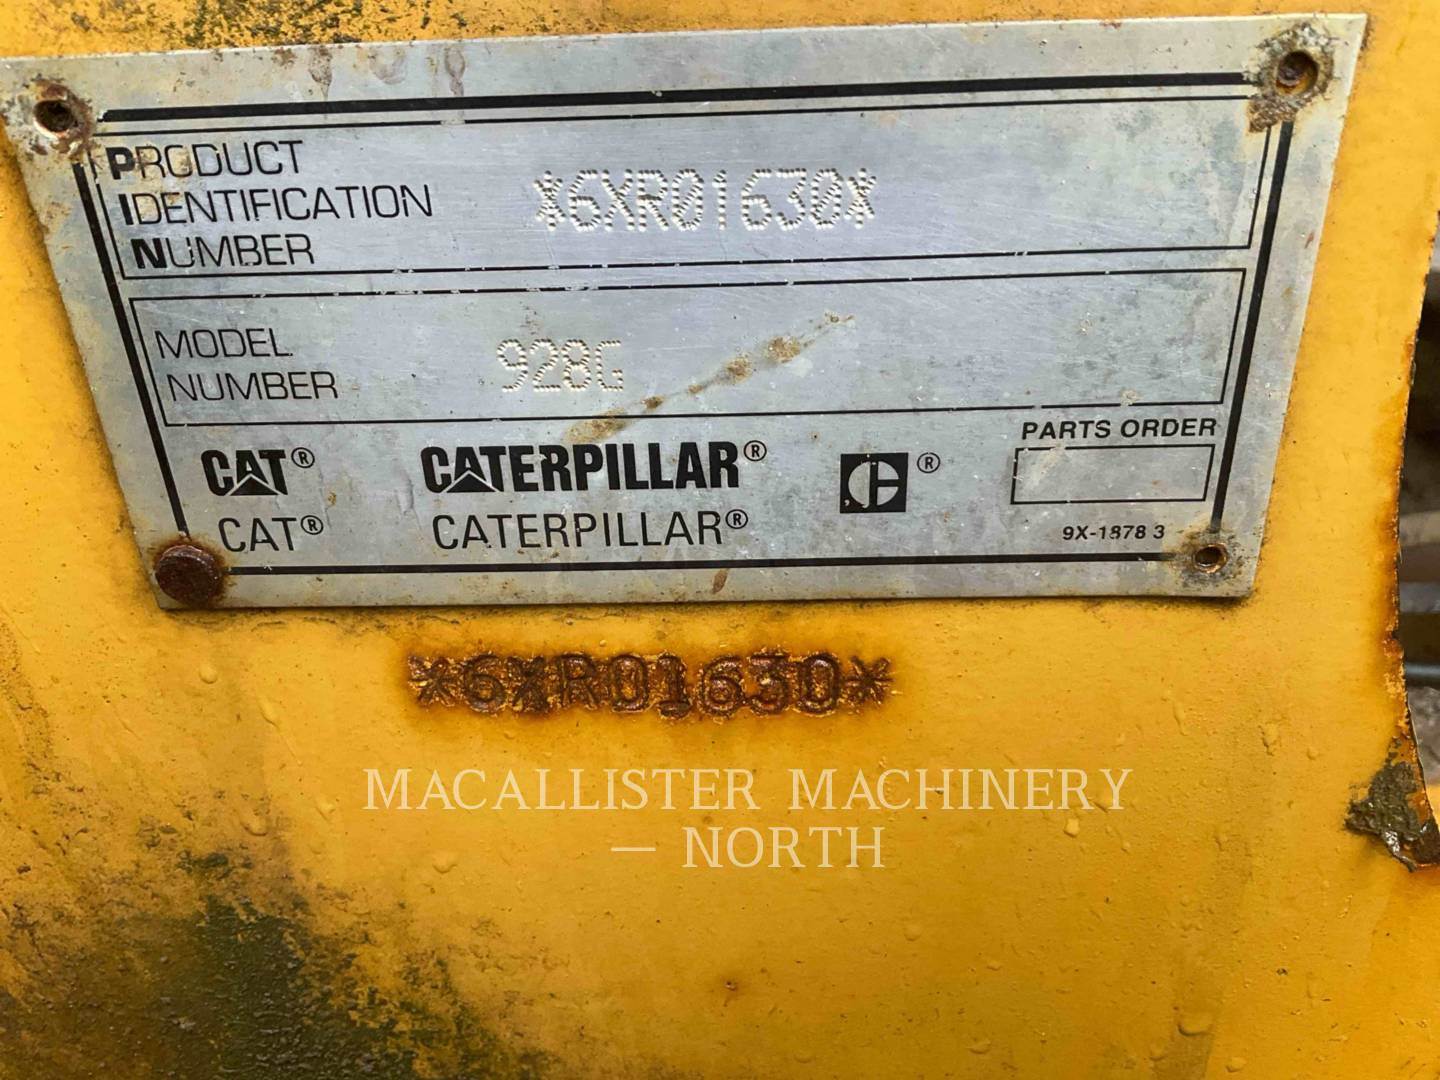 PRODUCT
IDENTIFICATION
NUMBER
*6XR01630*
MODEL
NUMBER
928G
CAT® CATERPILLAR® ®
CAT® CATERPILLAR®
PARTS ORDER
9X-1878 3
*6XR01630*
MACALLISTER MACHINERY
— NORTH